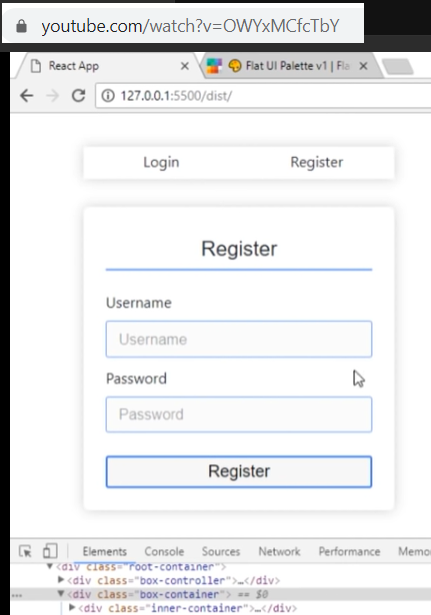 youtube.com/watch?v=OWYxMCfcTbY
React App × Flat UI Palette v1 | Fla ×
127.0.0.1:5500/dist/
Login Register
Register
Username
Username
Password
Password
Register
Elements Console Sources Network Performance Memo
▼<div class="root-container">
▶<div class="box-controller">…</div>
…▼<div class="box-container"> == $0
▶<div class="inner-container">…</div>